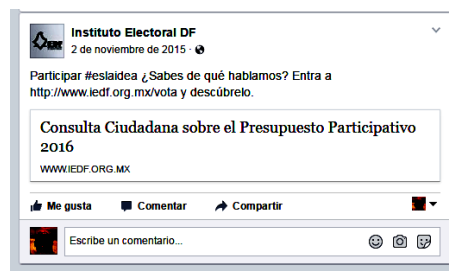 Instituto Electoral DF
2 de noviembre de 2015 ·
Participar #eslaidea ¿Sabes de qué hablamos? Entra a
http://www.iedf.org.mx/vota y descúbrelo.
Consulta Ciudadana sobre el Presupuesto Participativo
2016
WWW.IEDF.ORG.MX
Me gusta Comentar Compartir
Escribe un comentario...